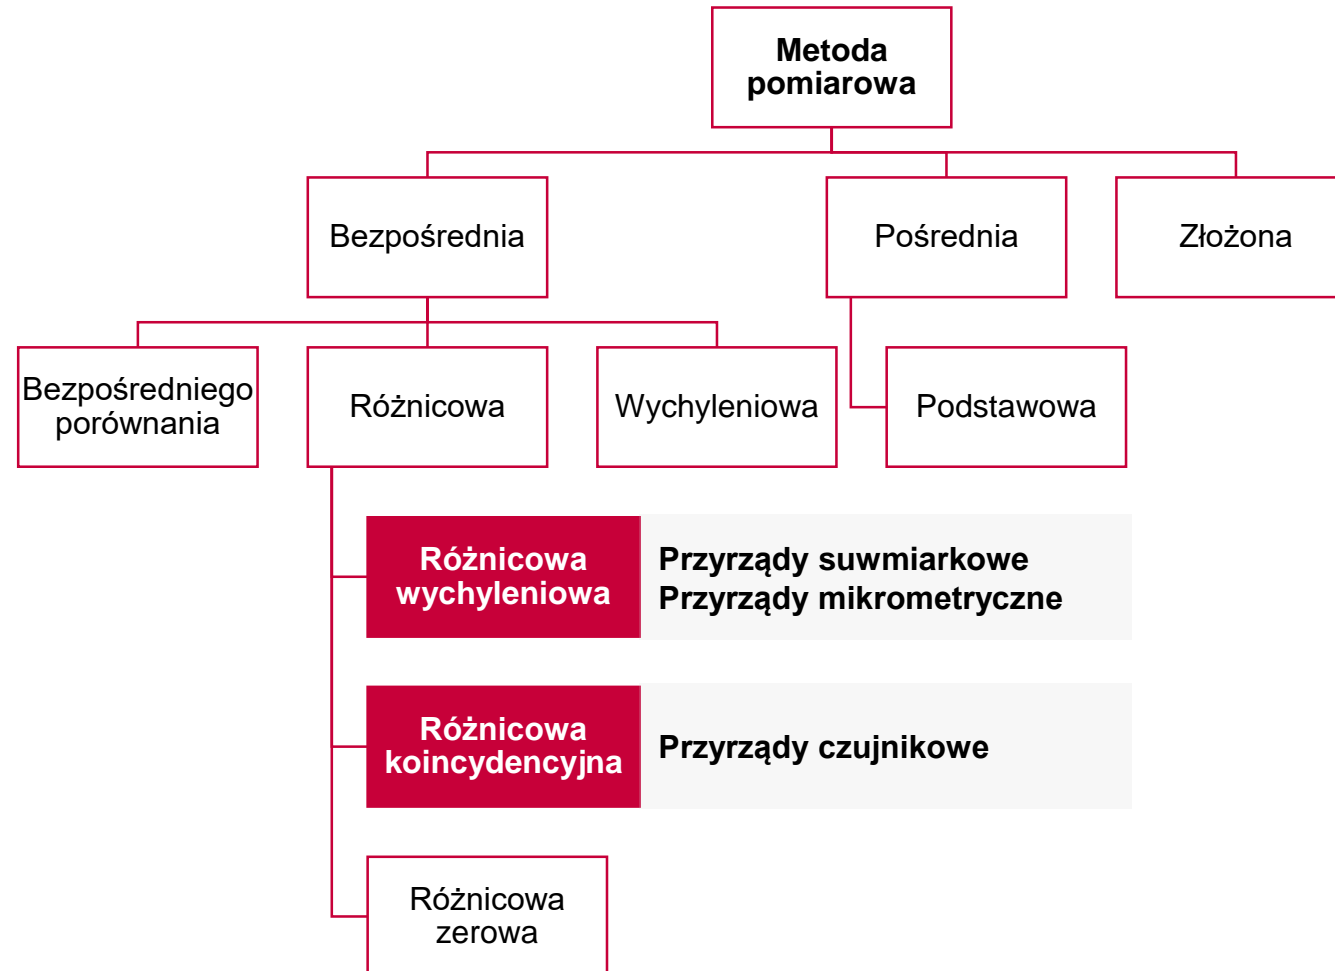 Metoda
pomiarowa
Bezpośrednia
Pośrednia
Złożona
Bezpośredniego
porównania
Różnicowa
Wychyleniowa
Podstawowa
Różnicowa
wychyleniowa
Przyrządy suwmiarkowe
Przyrządy mikrometryczne
Różnicowa
koincydencyjna
Przyrządy czujnikowe
Różnicowa
zerowa